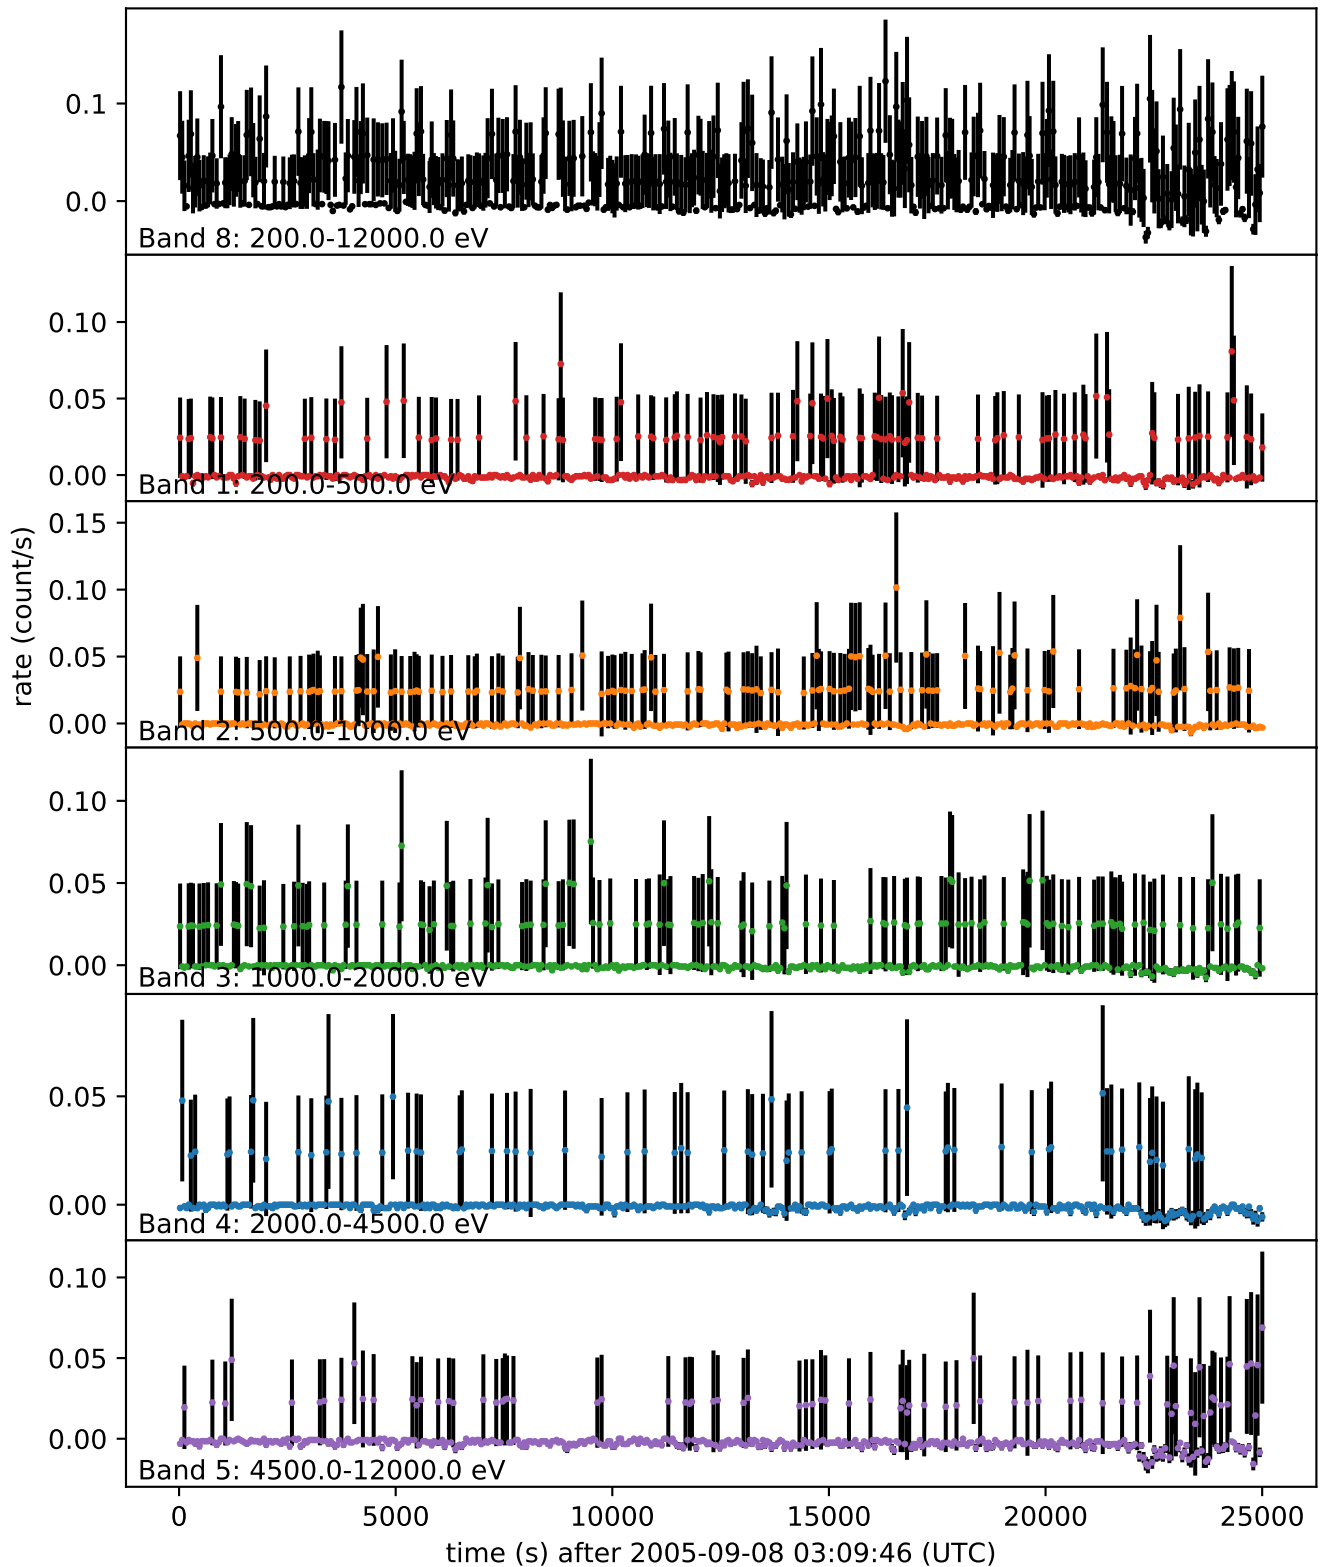 0.1
0.0
Band 8: 200.0-12000.0 eV
0.10
0.05
0.00
Band 1: 200.0-500.0 eV
0.15
0.10
0.05
0.00
Band 2: 500.0-1000.0 eV
rate (count/s)
0.10
0.05
0.00
Band 3: 1000.0-2000.0 eV
0.05
0.00
Band 4: 2000.0-4500.0 eV
0.10
0.05
0.00
Band 5: 4500.0-12000.0 eV
0 5000 10000 15000 20000 25000
time (s) after 2005-09-08 03:09:46 (UTC)